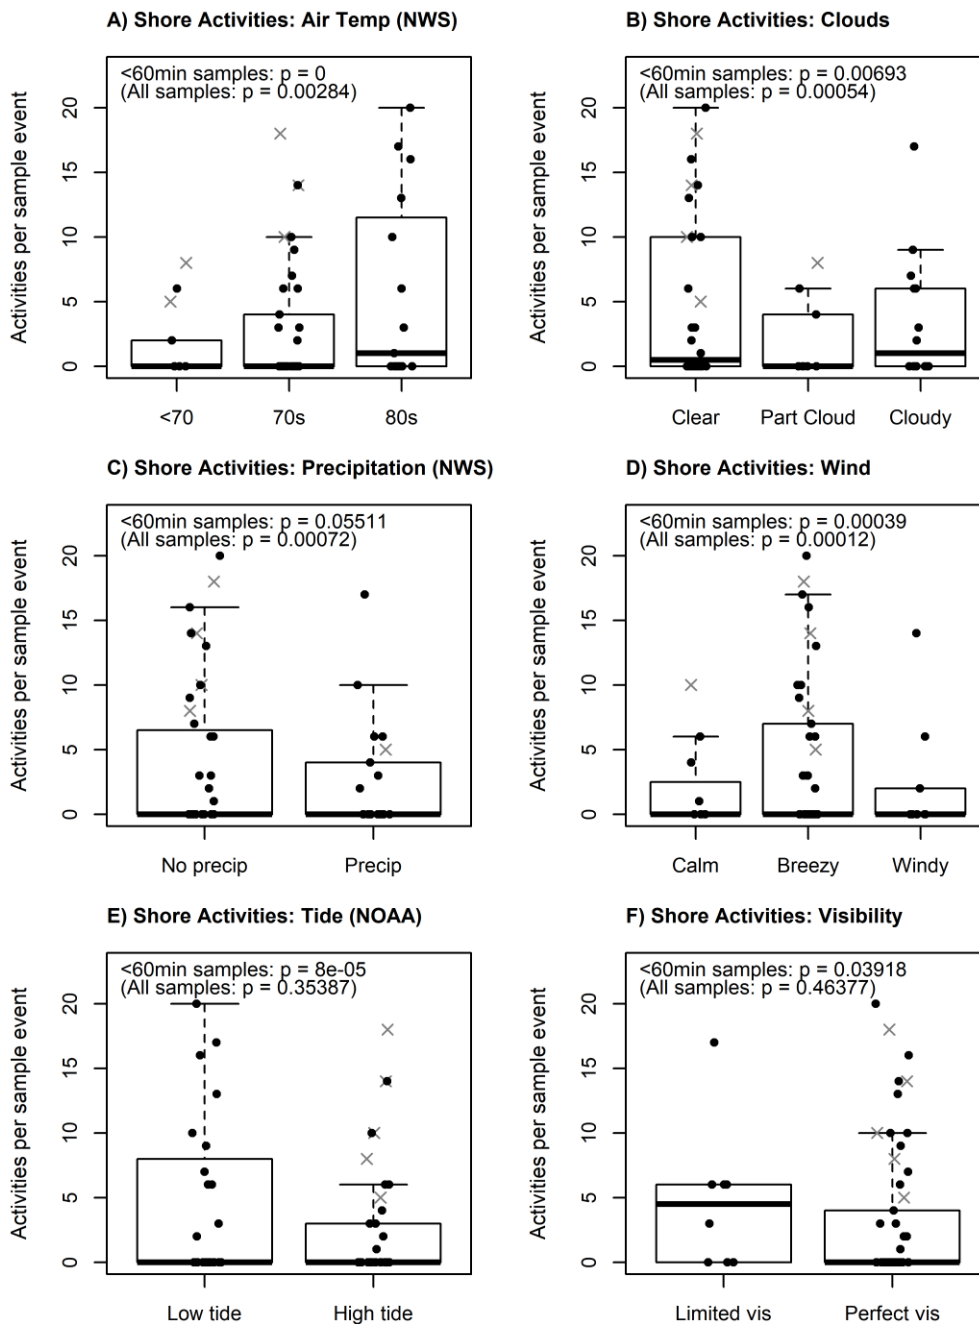 A) Shore Activities: Air Temp (NWS)
<60min samples: p = 0
(All samples: p = 0.00284)
Activities per sample event
20
15
10
5
0
<70 70s 80s
B) Shore Activities: Clouds
<60min samples: p = 0.00693
(All samples: p = 0.00054)
Activities per sample event
20
15
10
5
0
Clear Part Cloud Cloudy
C) Shore Activities: Precipitation (NWS)
<60min samples: p = 0.05511
(All samples: p = 0.00072)
Activities per sample event
20
15
10
5
0
No precip Precip
D) Shore Activities: Wind
<60min samples: p = 0.00039
(All samples: p = 0.00012)
Activities per sample event
20
15
10
5
0
Calm Breezy Windy
E) Shore Activities: Tide (NOAA)
<60min samples: p = 8e-05
(All samples: p = 0.35387)
Activities per sample event
20
15
10
5
0
Low tide High tide
F) Shore Activities: Visibility
<60min samples: p = 0.03918
(All samples: p = 0.46377)
Activities per sample event
20
15
10
5
0
Limited vis Perfect vis